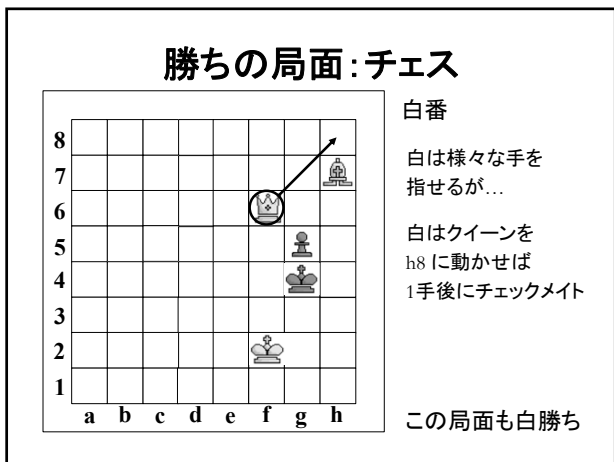 勝ちの局面:チェス
白番
白は様々な手を
指せるが…
白はクイーンを
h8 に動かせば
1手後にチェックメイト
この局面も白勝ち
8
7
6
5
4
3
2
1
a b c d e f g h